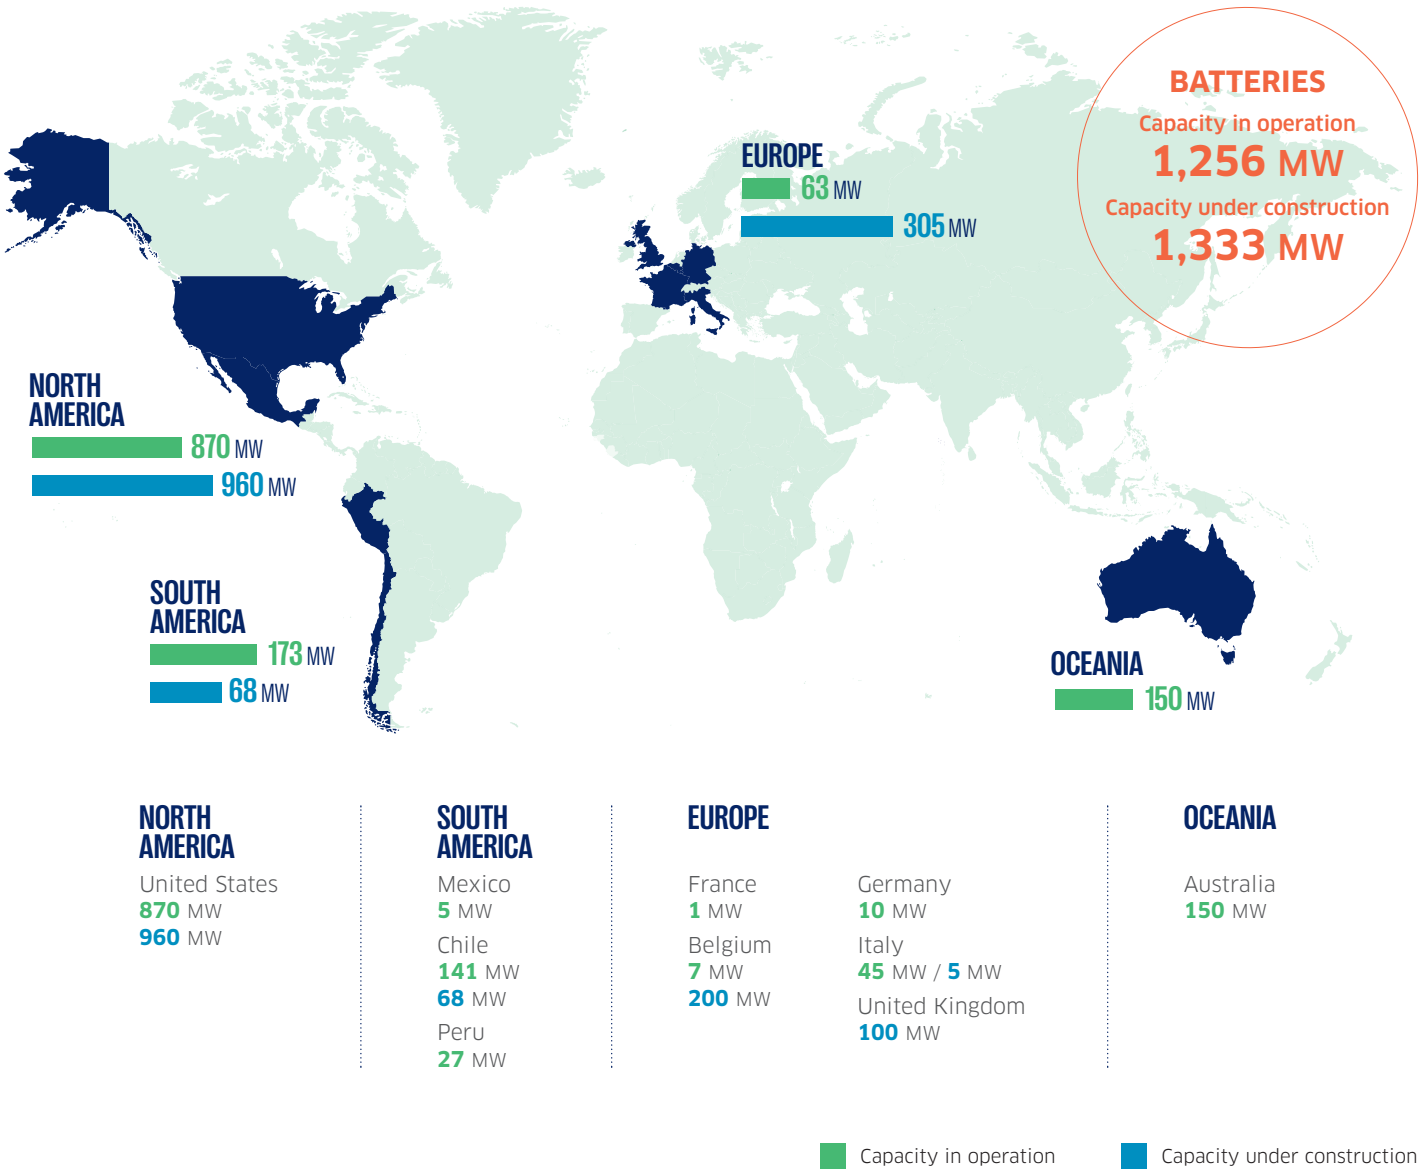 BATTERIES
Capacity in operation
1,256 MW
Capacity under construction
1,333 MW
EUROPE
63 MW
305 MW
NORTH
AMERICA
870 MW
960 MW
SOUTH
AMERICA
173 MW
68 MW
OCEANIA
150 MW
NORTH
AMERICA
United States
870 MW
960 MW
SOUTH
AMERICA
Mexico
5 MW
Chile
141 MW
68 MW
Peru
27 MW
EUROPE
France
1 MW
Belgium
7 MW
200 MW
Germany
10 MW
Italy
45 MW / 5 MW
United Kingdom
100 MW
OCEANIA
Australia
150 MW
Capacity in operation
Capacity under construction